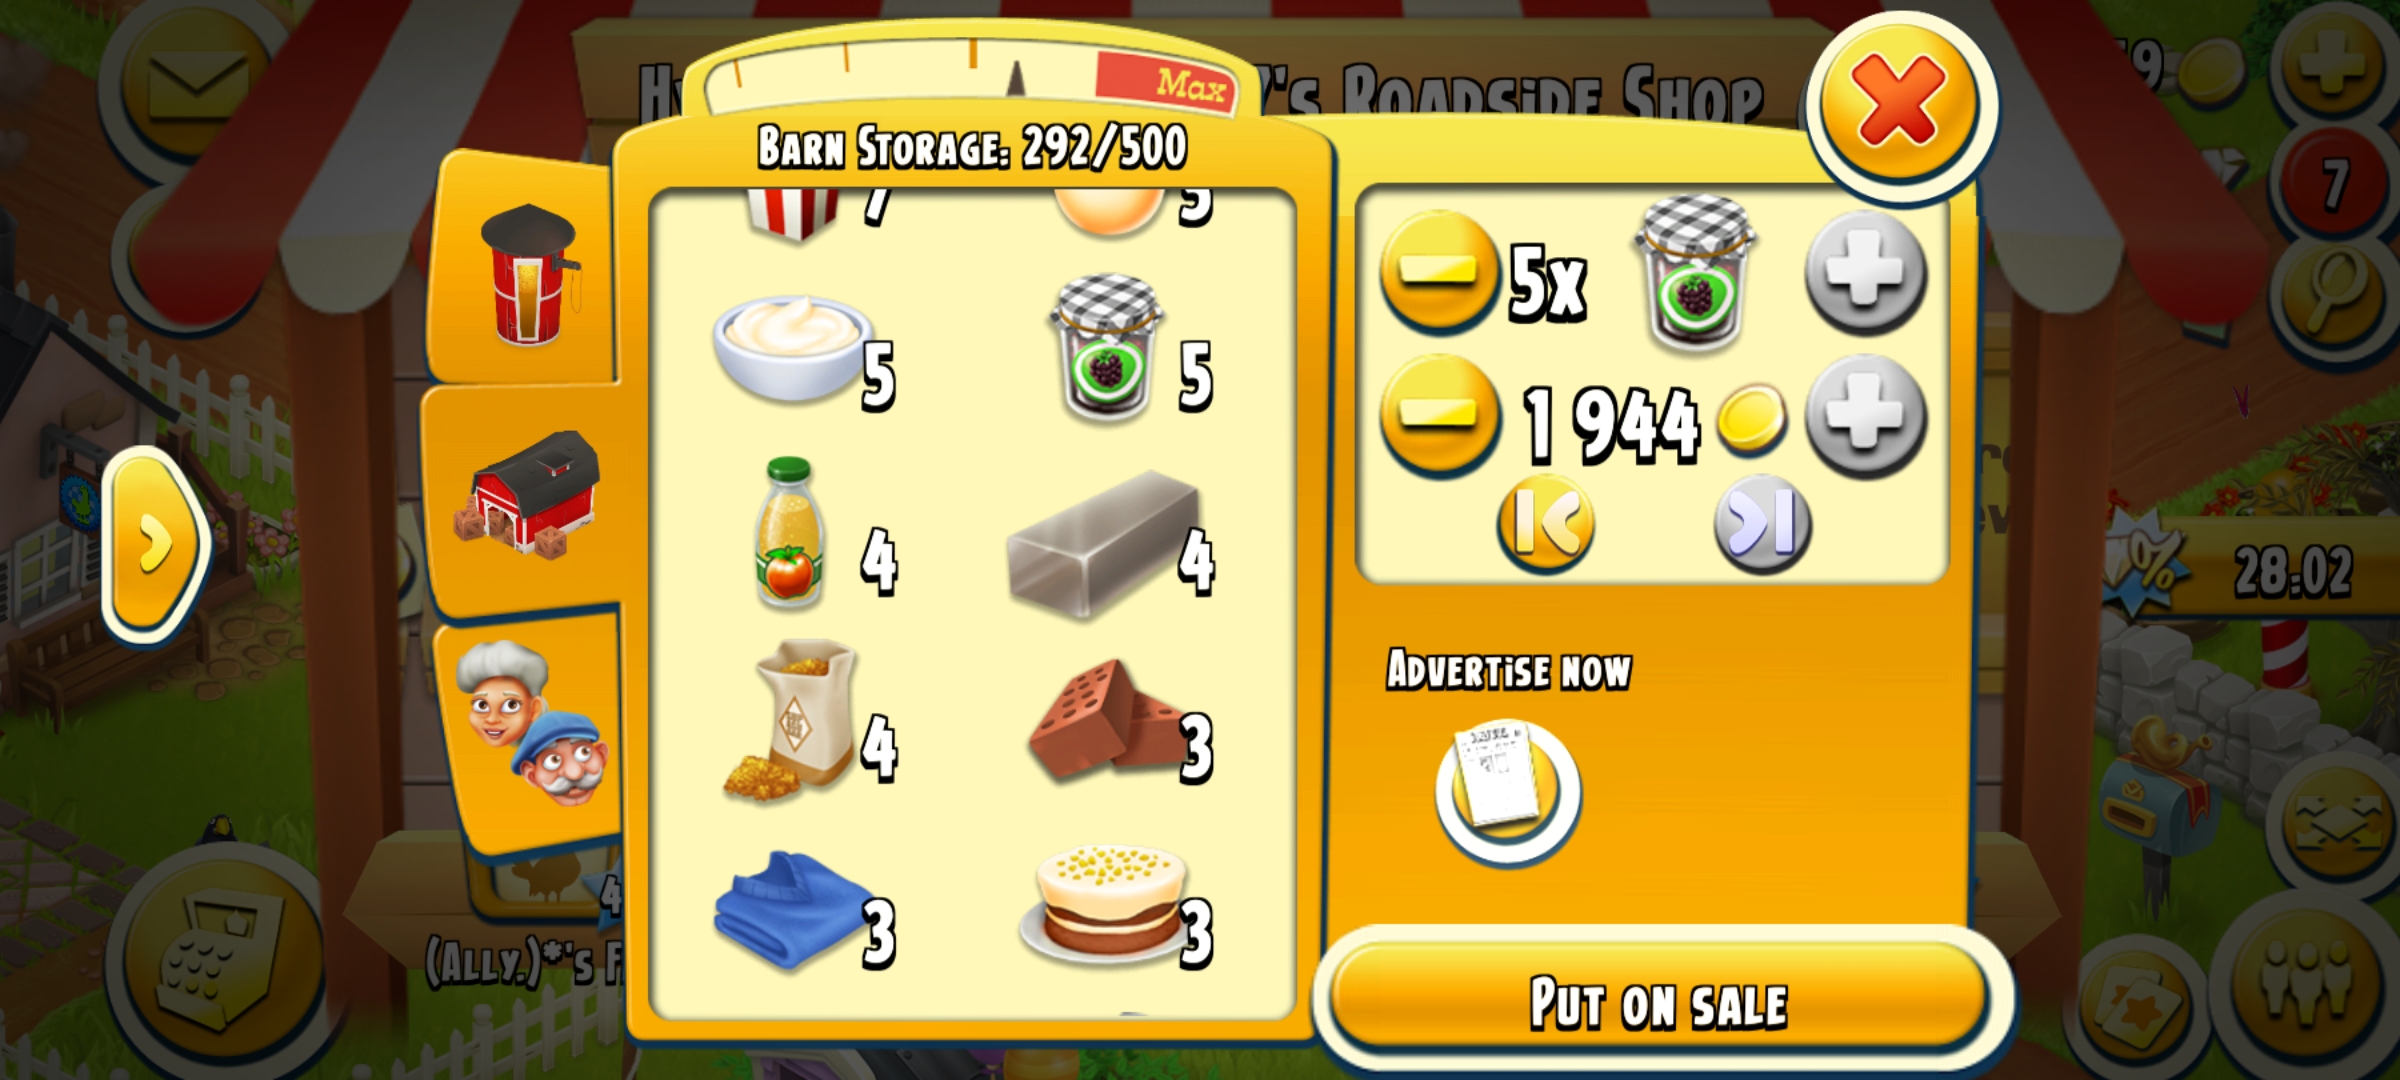 Max
's Roadside Shop
Barn Storage: 292/500
5
5
4
4
4
3
3
3
5x
1 944
Advertise now
Put on sale
7
28:02
(Ally.)*'s